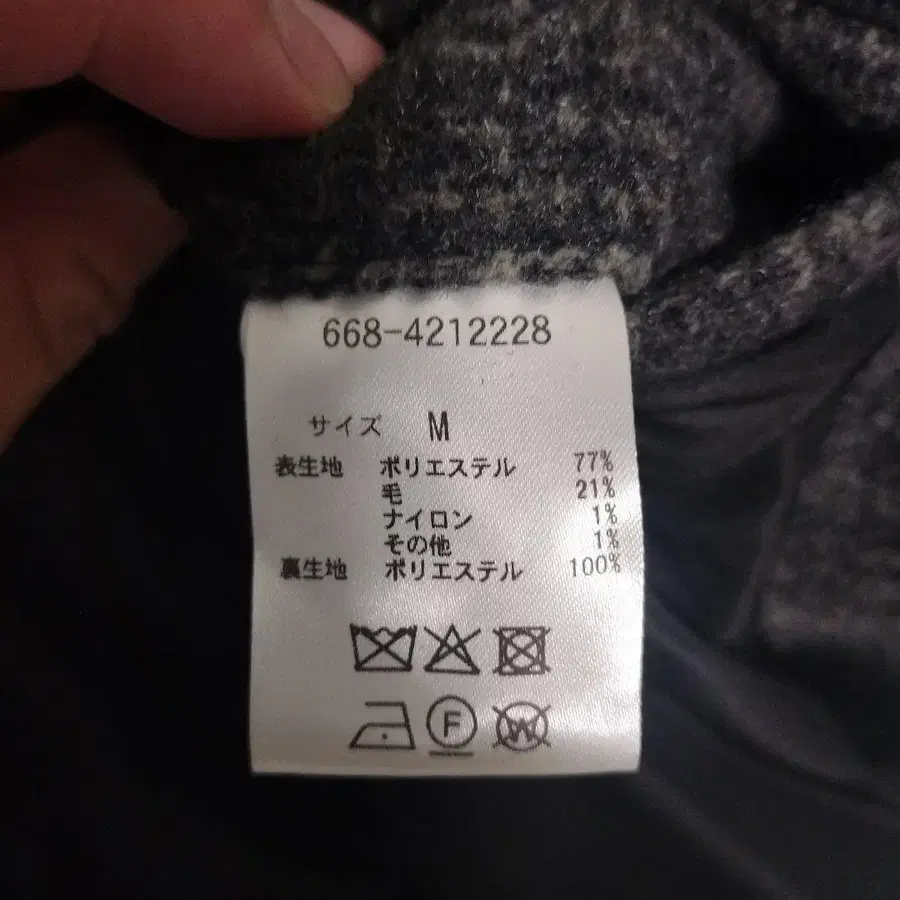 668-4212228
サイズ M
表生地 ポリエステル 77%
毛 21%
ナイロン 1%
その他 1%
裏生地 ポリエステル 100%
F W